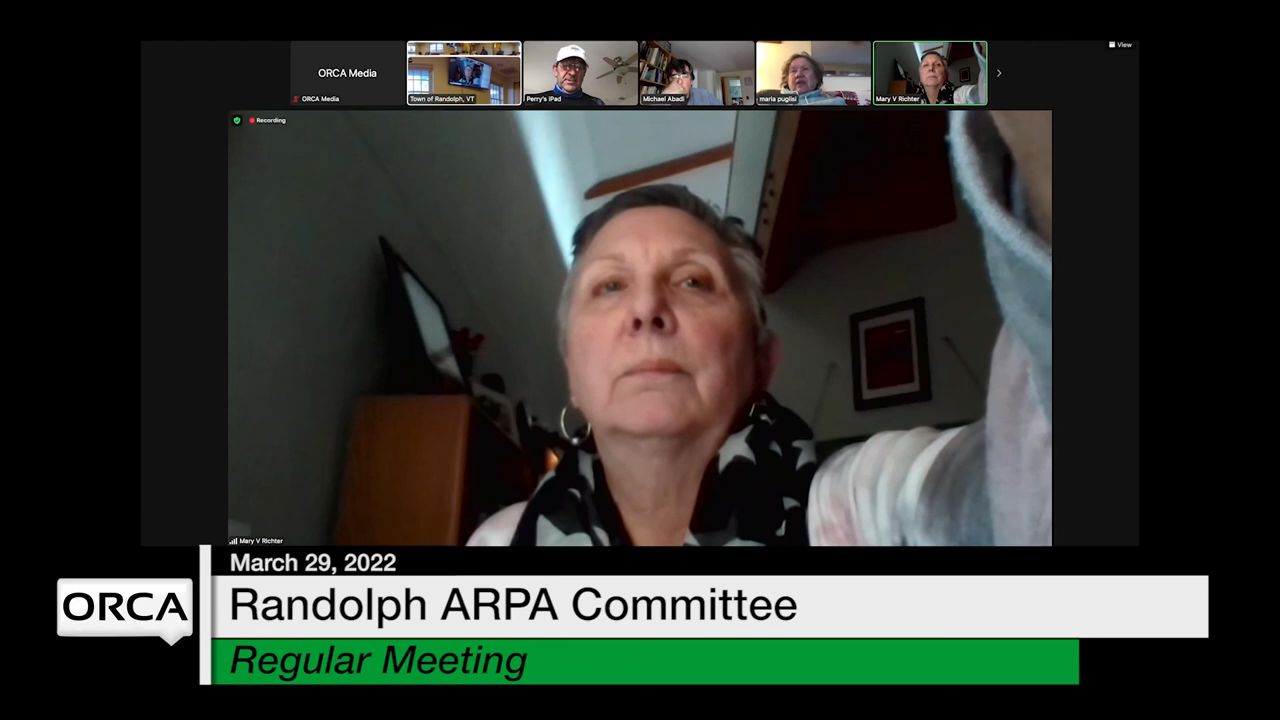 View
ORCA Media
ORCA Media
Town of Randolph, VT
Perry's iPad
Michael Abadi
maria puglisi
Mary V Richter
Recording
Mary V Richter
March 29, 2022
ORCA
Randolph ARPA Committee
Regular Meeting